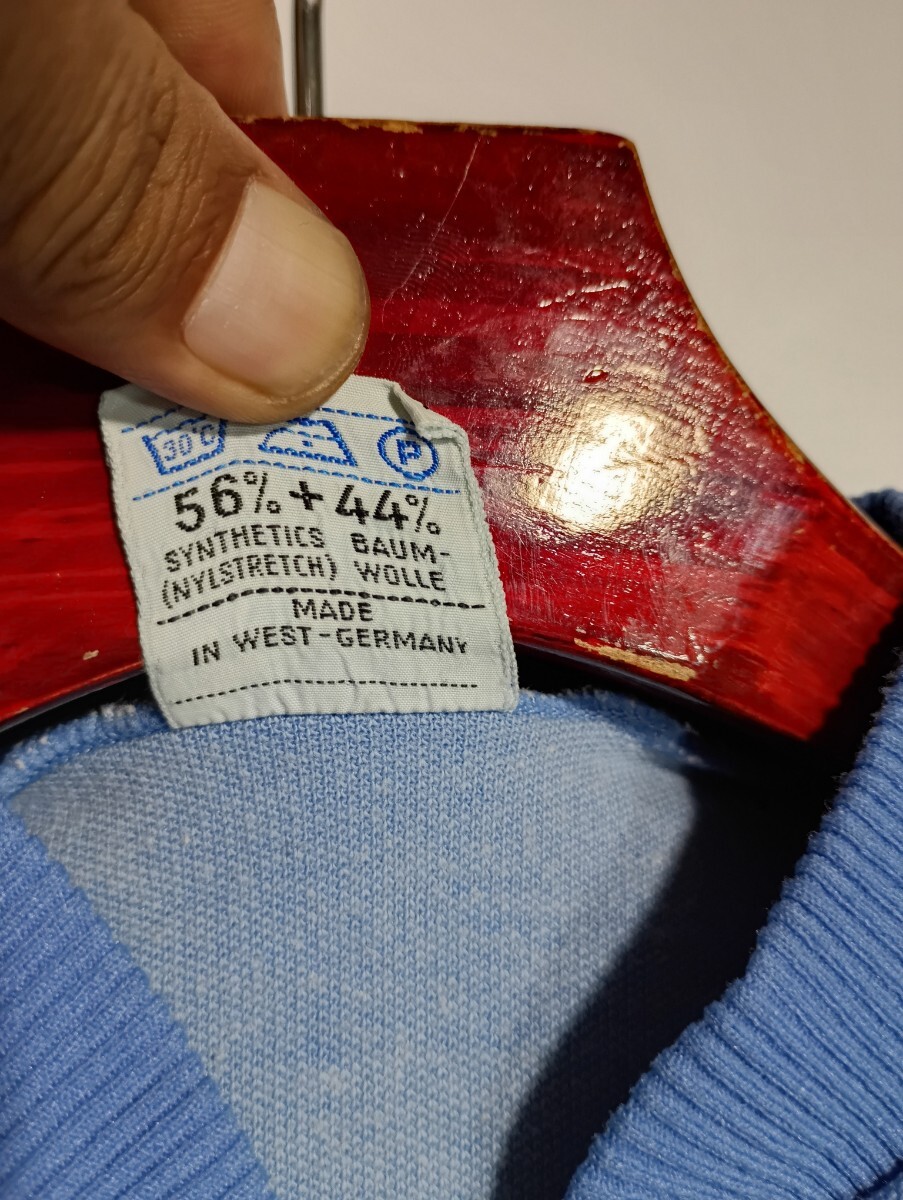 30°C P
56% + 44%
SYNTHETICS BAUM-
(NYLSTRETCH) WOLLE
MADE
IN WEST-GERMANY